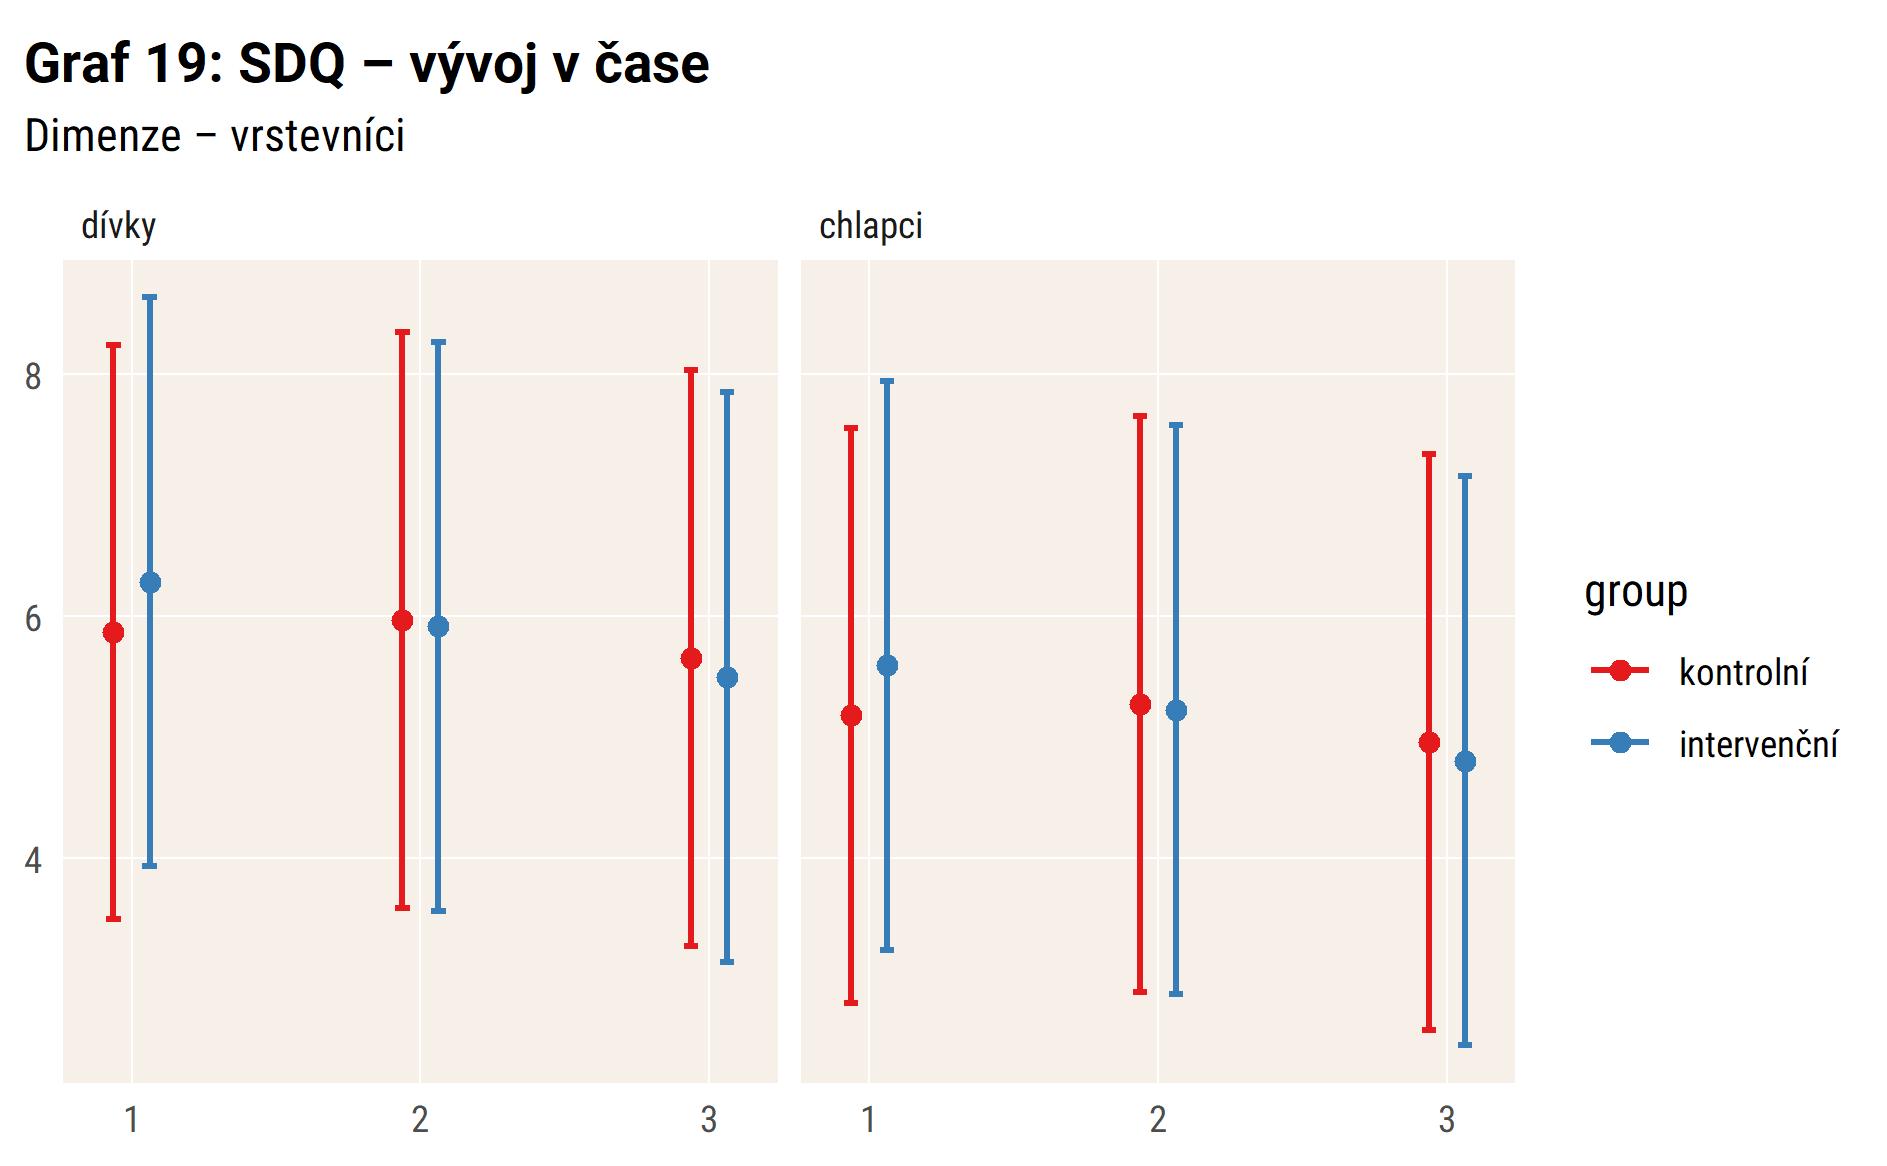 Graf 19: SDQ – vývoj v čase
Dimenze – vrstevníci
dívky
chlapci
8
6
4
1
2
3
1
2
3
group
kontrolní
intervenční